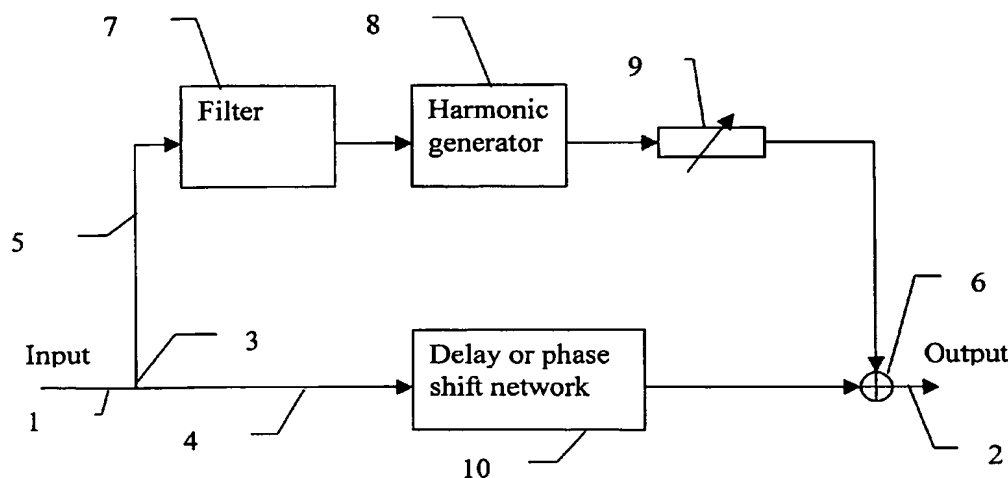 7
8
9
Filter
Harmonic
generator
5
6
3
Input
Delay or phase
shift network
Output
1
4
10
2